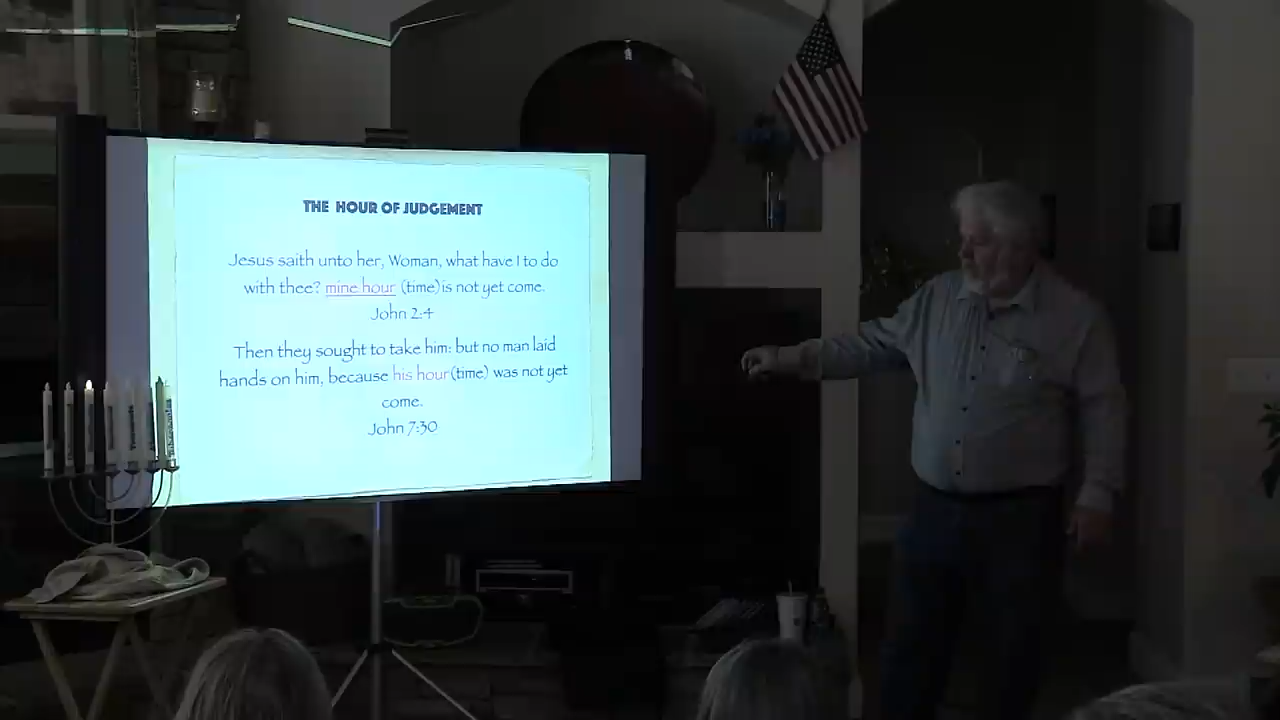 THE HOUR OF JUDGEMENT
Jesus saith unto her, Woman, what have I to do
with thee? mine hour (time) is not yet come.
John 2:4
Then they sought to take him: but no man laid
hands on him, because his hour (time) was not yet
come.
John 7:30